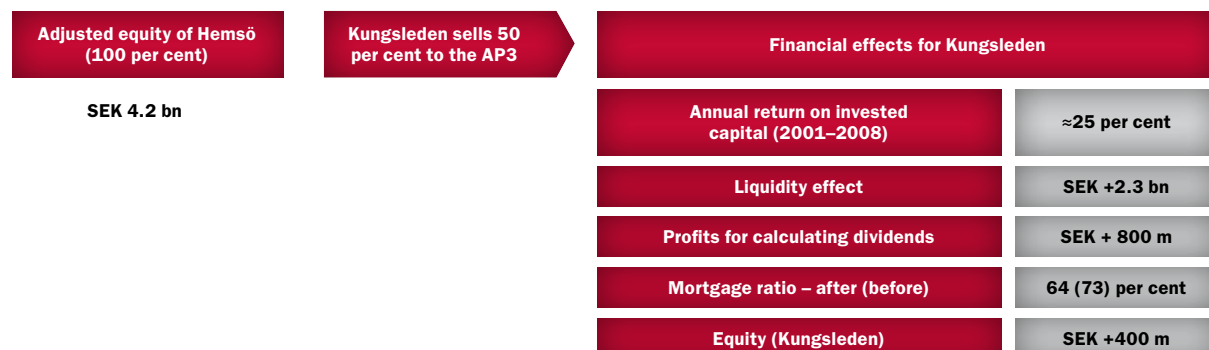 Adjusted equity of Hemsö
(100 per cent)
SEK 4.2 bn
Kungsleden sells 50
per cent to the AP3
Financial effects for Kungsleden
Annual return on invested
capital (2001–2008)
≈25 per cent
Liquidity effect
SEK +2.3 bn
Profits for calculating dividends
SEK + 800 m
Mortgage ratio – after (before)
64 (73) per cent
Equity (Kungsleden)
SEK +400 m